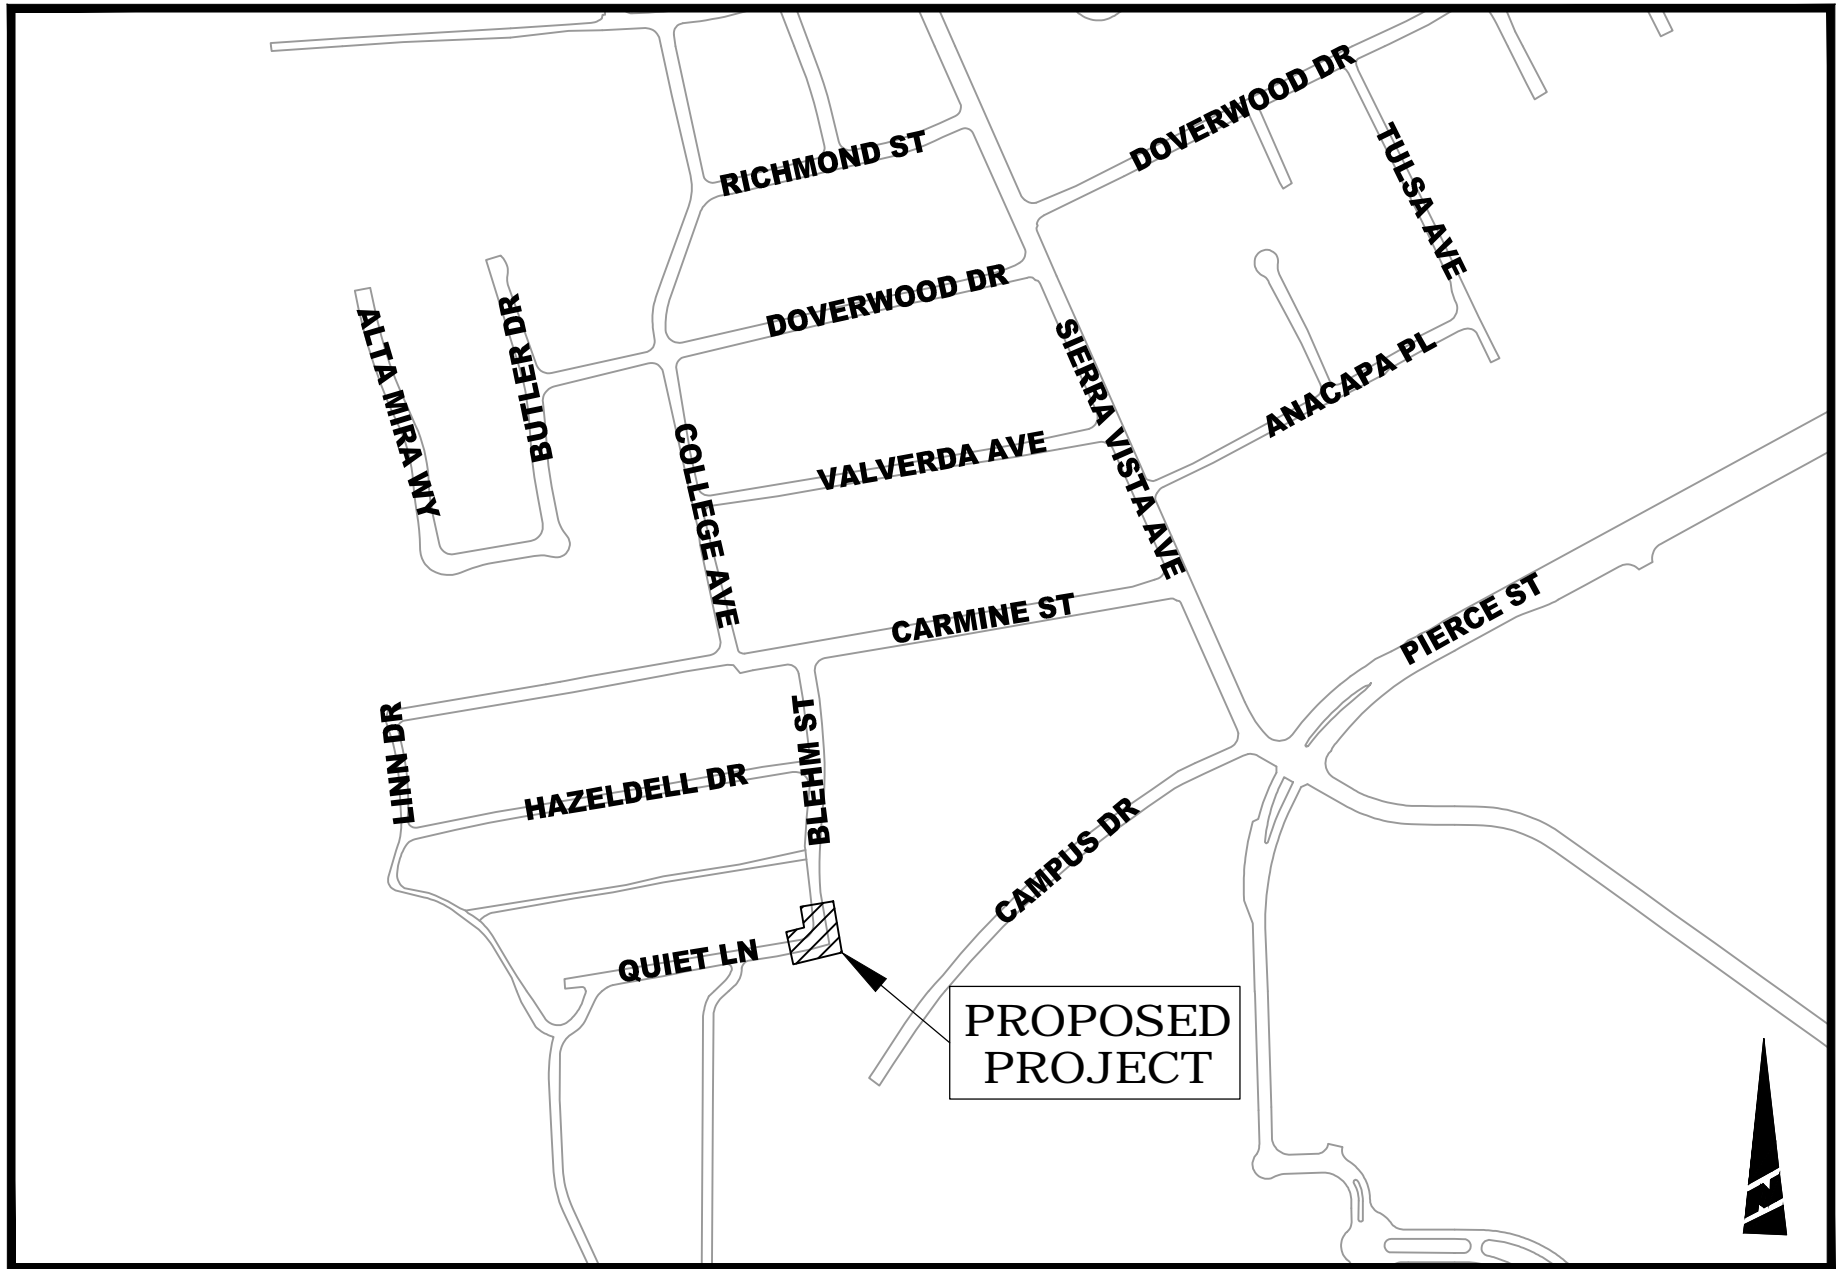 DOVERWOOD DR
RICHMOND ST
TULSA AVE
DOVERWOOD DR
BUTLER DR
ALTA MIRA WY
SIERRA VISTA AVE
ANACAPA PL
COLLEGE AVE
VALVERDA AVE
CARMINE ST
PIERCE ST
LINN DR
BLEHM ST
HAZELDELL DR
CAMPUS DR
QUIET LN
PROPOSED
PROJECT
N